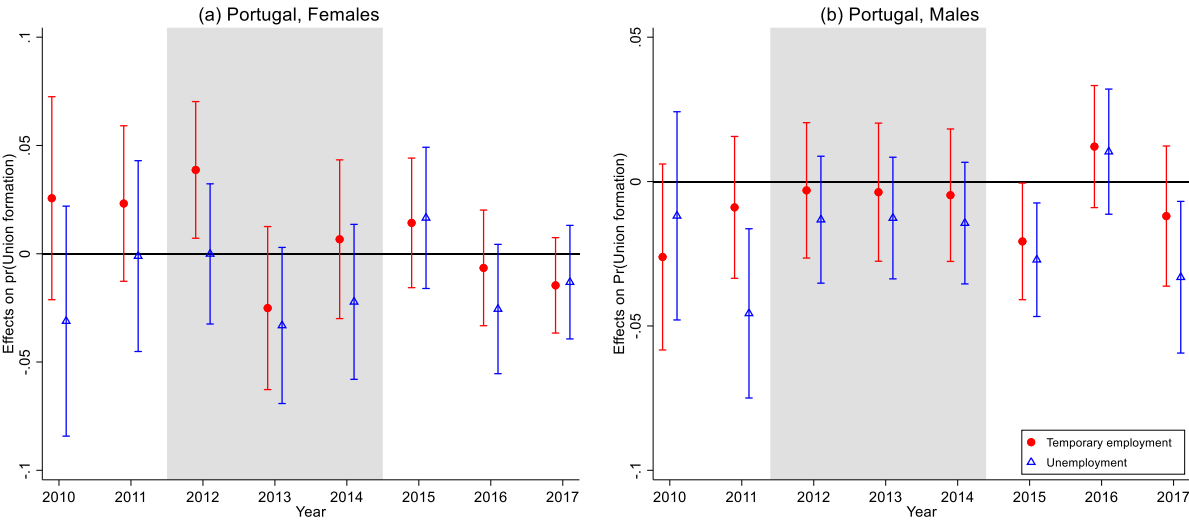 (a) Portugal, Females
Effects on pr(Union formation)
.1
.05
0
-.05
-.1
2010 2011 2012 2013 2014 2015 2016 2017
Year
(b) Portugal, Males
Effects on Pr(Union formation)
.05
0
-.05
-.1
2010 2011 2012 2013 2014 2015 2016 2017
Year
Temporary employment
Unemployment